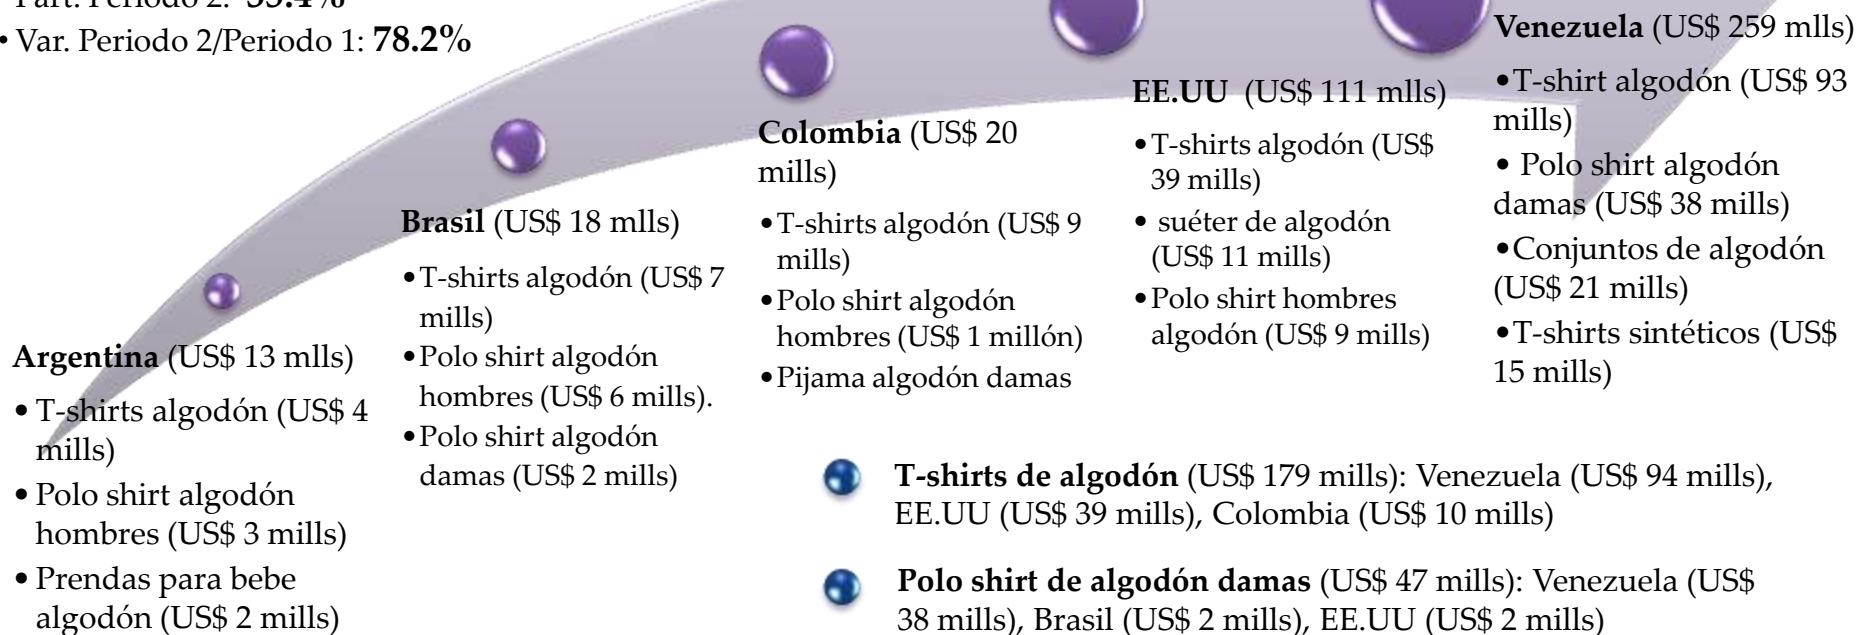 Part. Periodo 2: 55.4%
• Var. Periodo 2/Periodo 1: 78.2%
Argentina (US$ 13 mlls)
• T-shirts algodón (US$ 4
mills)
• Polo shirt algodón
hombres (US$ 3 mills)
• Prendas para bebe
algodón (US$ 2 mills)
Brasil (US$ 18 mlls)
• T-shirts algodón (US$ 7
mills)
• Polo shirt algodón
hombres (US$ 6 mills).
• Polo shirt algodón
damas (US$ 2 mills)
Colombia (US$ 20
mills)
• T-shirts algodón (US$ 9
mills)
• Polo shirt algodón
hombres (US$ 1 millón)
• Pijama algodón damas
EE.UU (US$ 111 mlls)
• T-shirts algodón (US$
39 mills)
• suéter de algodón
(US$ 11 mills)
• Polo shirt hombres
algodón (US$ 9 mills)
Venezuela (US$ 259 mlls)
• T-shirt algodón (US$ 93
mills)
• Polo shirt algodón
damas (US$ 38 mills)
• Conjuntos de algodón
(US$ 21 mills)
• T-shirts sintéticos (US$
15 mills)
T-shirts de algodón (US$ 179 mills): Venezuela (US$ 94 mills),
EE.UU (US$ 39 mills), Colombia (US$ 10 mills)
Polo shirt de algodón damas (US$ 47 mills): Venezuela (US$
38 mills), Brasil (US$ 2 mills), EE.UU (US$ 2 mills)